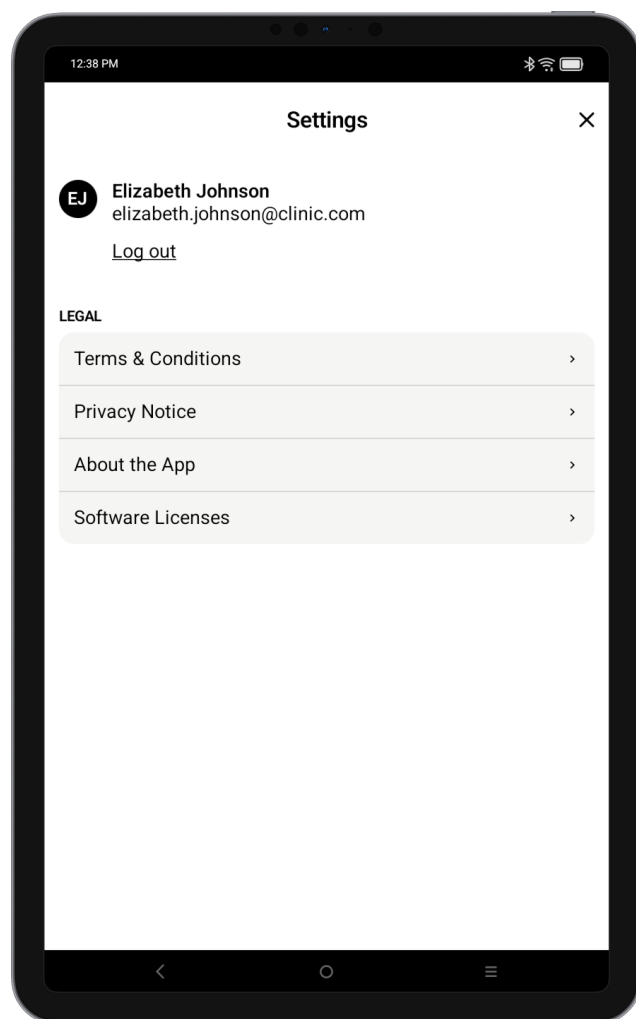 12:38 PM
Settings
EJ
Elizabeth Johnson
elizabeth.johnson@clinic.com
Log out
LEGAL
Terms & Conditions
Privacy Notice
About the App
Software Licenses